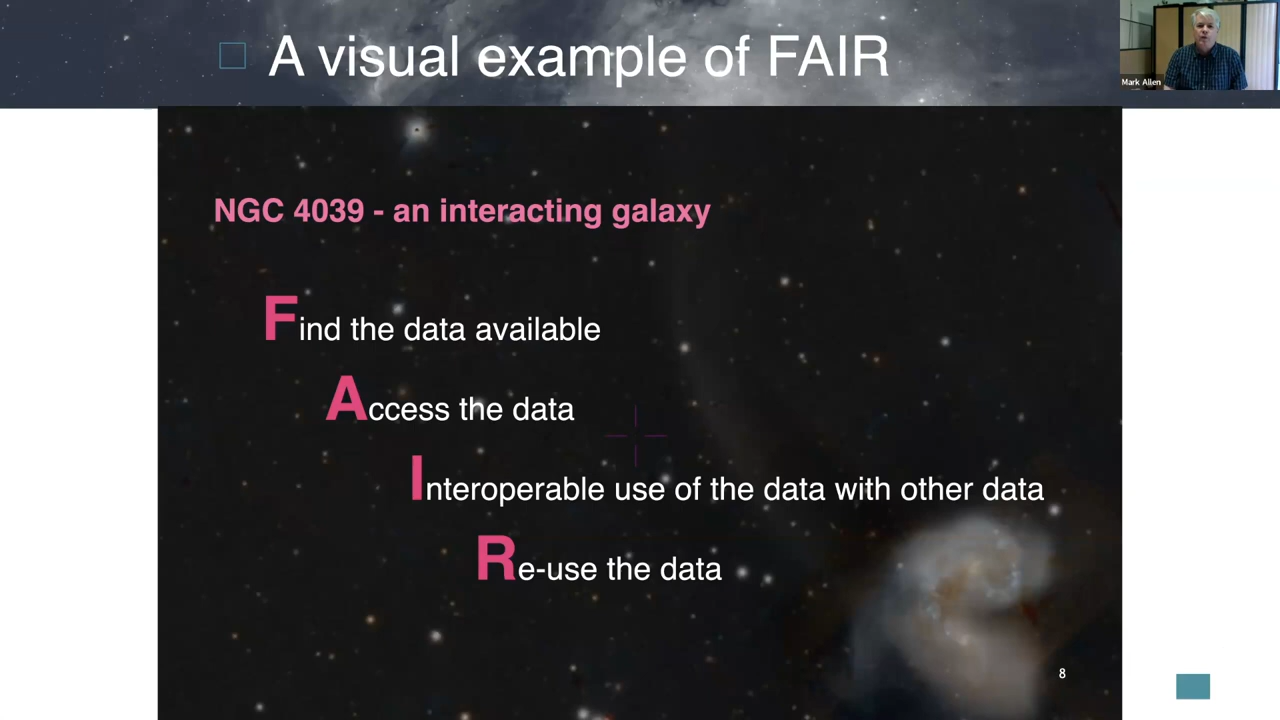 A visual example of FAIR
Mark Allen
NGC 4039 - an interacting galaxy
Find the data available
Access the data
Interoperable use of the data with other data
Re-use the data
8